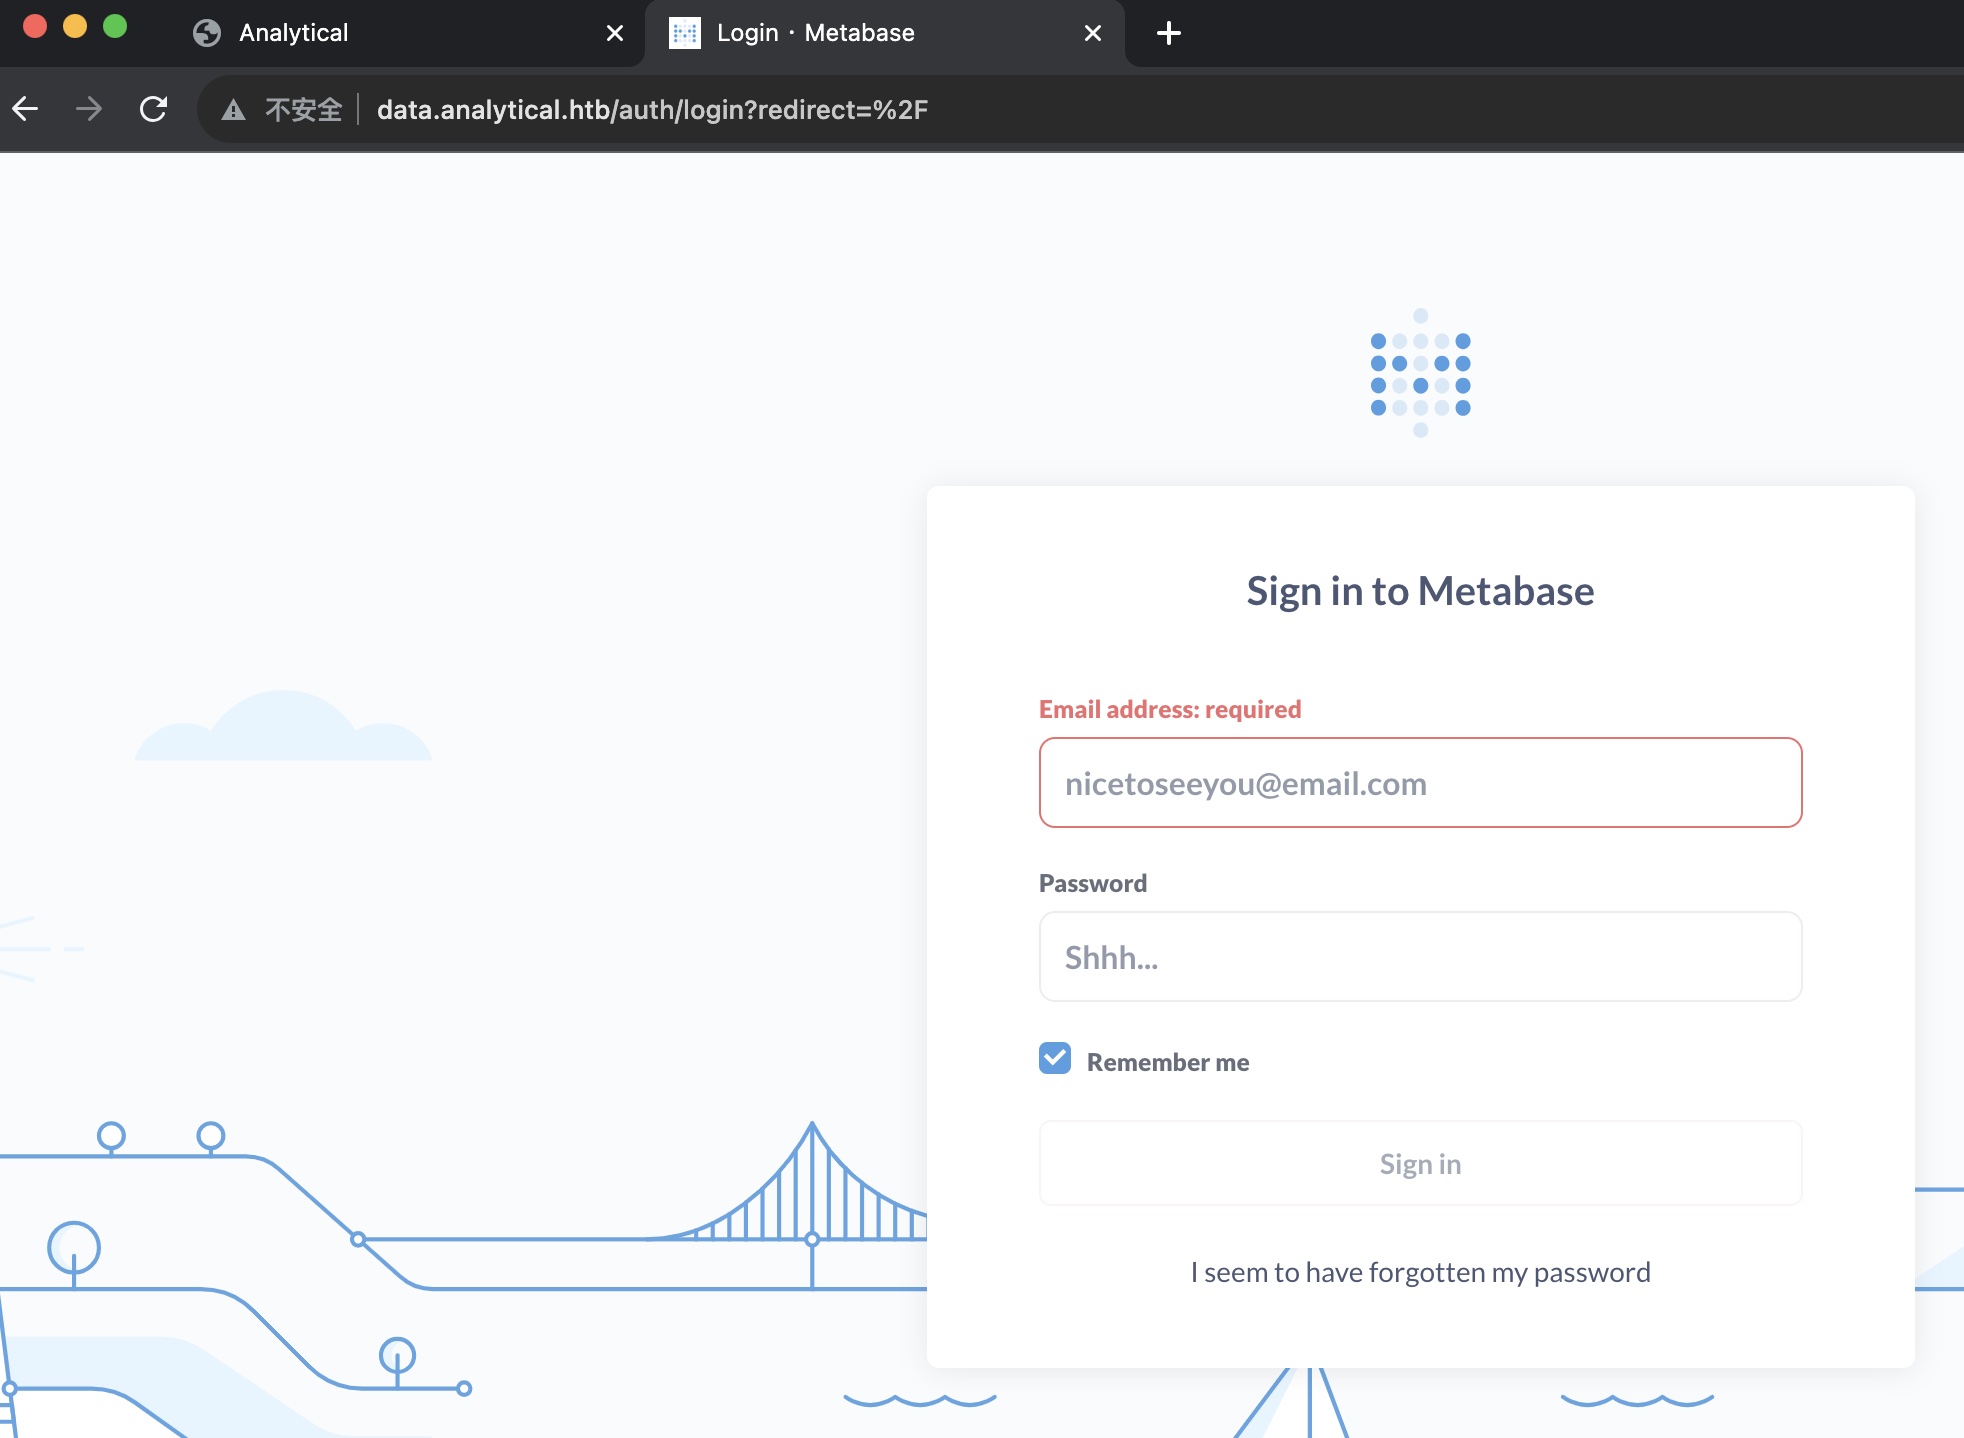 Analytical
Login · Metabase
不安全
data.analytical.htb/auth/login?redirect=%2F
Sign in to Metabase
Email address: required
nicetoseeyou@email.com
Password
Shhh...
Remember me
Sign in
I seem to have forgotten my password